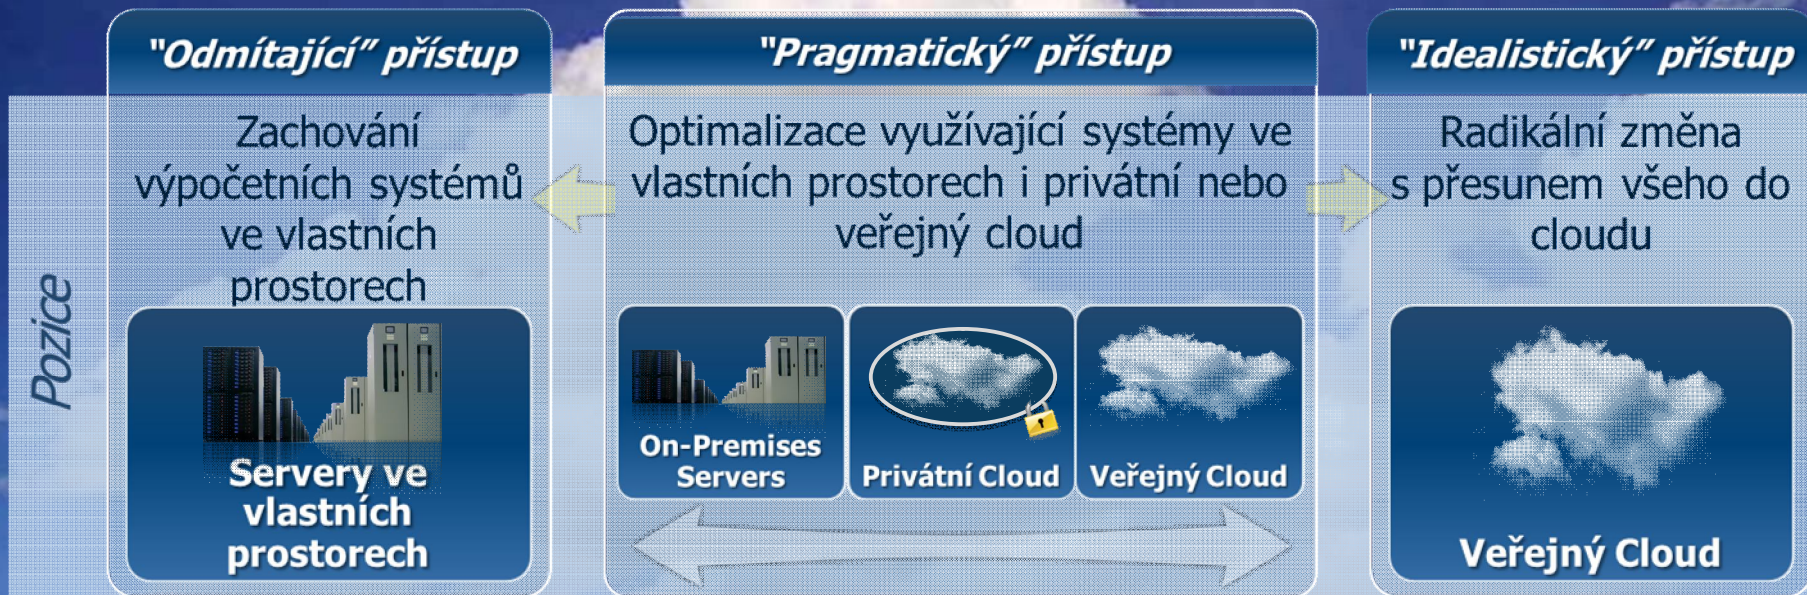 "Odmítající" přístup
Zachování
výpočetních systémů
ve vlastních
prostorech
Servery ve
vlastních
prostorech
"Pragmatický" přístup
Optimalizace využívající systémy ve
vlastních prostorech i privátní nebo
veřejný cloud
On-Premises
Servers
Privátní Cloud
Veřejný Cloud
"Idealistický" přístup
Radikální změna
s přesunem všeho do
cloudu
Veřejný Cloud
Pozice